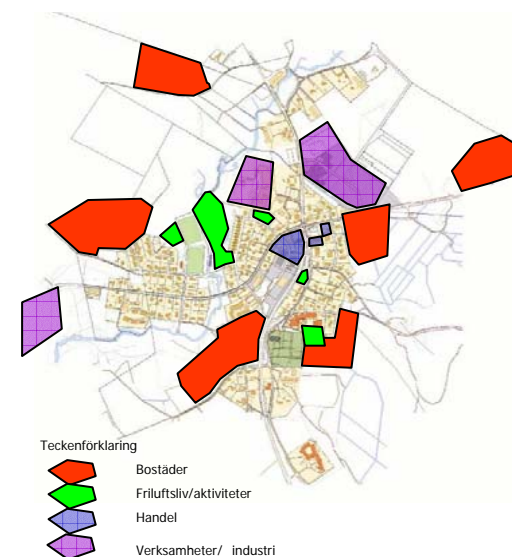 Teckenförklaring
Bostäder
Friluftsliv/aktiviteter
Handel
Verksamheter/ industri